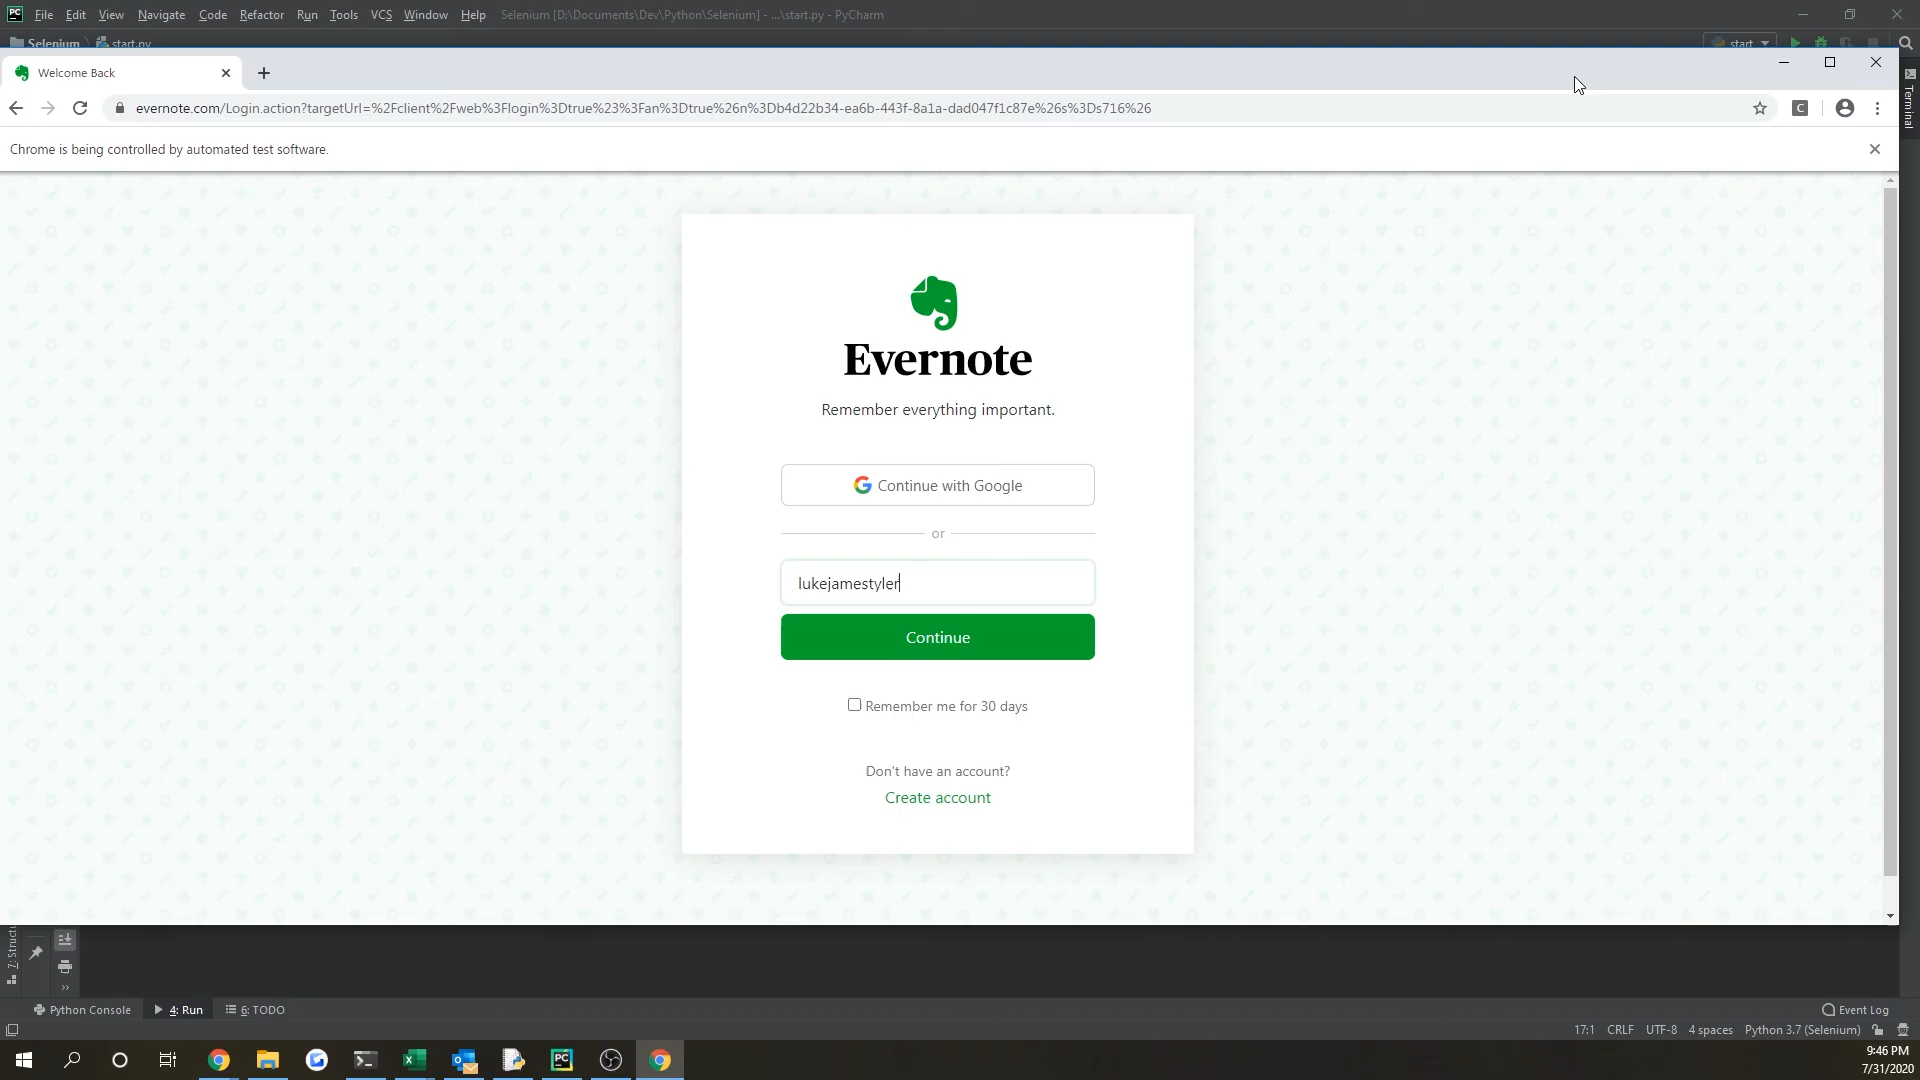 PC File Edit View Navigate Code Refactor Run Tools VCS Window Help Selenium [D:\Documents\Dev\Python\Selenium] - ...\start.py - PyCharm
Selenium start.py start
Welcome Back
evernote.com/Login.action?targetUrl=%2Fclient%2Fweb%3Flogin%3Dtrue%23%3Fan%3Dtrue%26n%3Db4d22b34-ea6b-443f-8a1a-dad047f1c87e%26s%3Ds716%26
C
Terminal
Chrome is being controlled by automated test software.
Evernote
Remember everything important.
Continue with Google
or
lukejamestyler
Continue
Remember me for 30 days
Don't have an account?
Create account
Python Console 4: Run 6: TODO Event Log
17:1 CRLF UTF-8 4 spaces Python 3.7 (Selenium)
9:46 PM
7/31/2020